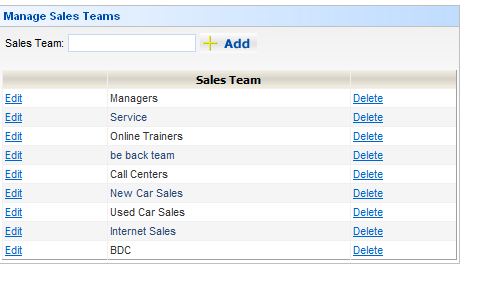 Manage Sales Teams
Sales Team: Add
Sales Team
Edit Managers Delete
Edit Service Delete
Edit Online Trainers Delete
Edit be back team Delete
Edit Call Centers Delete
Edit New Car Sales Delete
Edit Used Car Sales Delete
Edit Internet Sales Delete
Edit BDC Delete